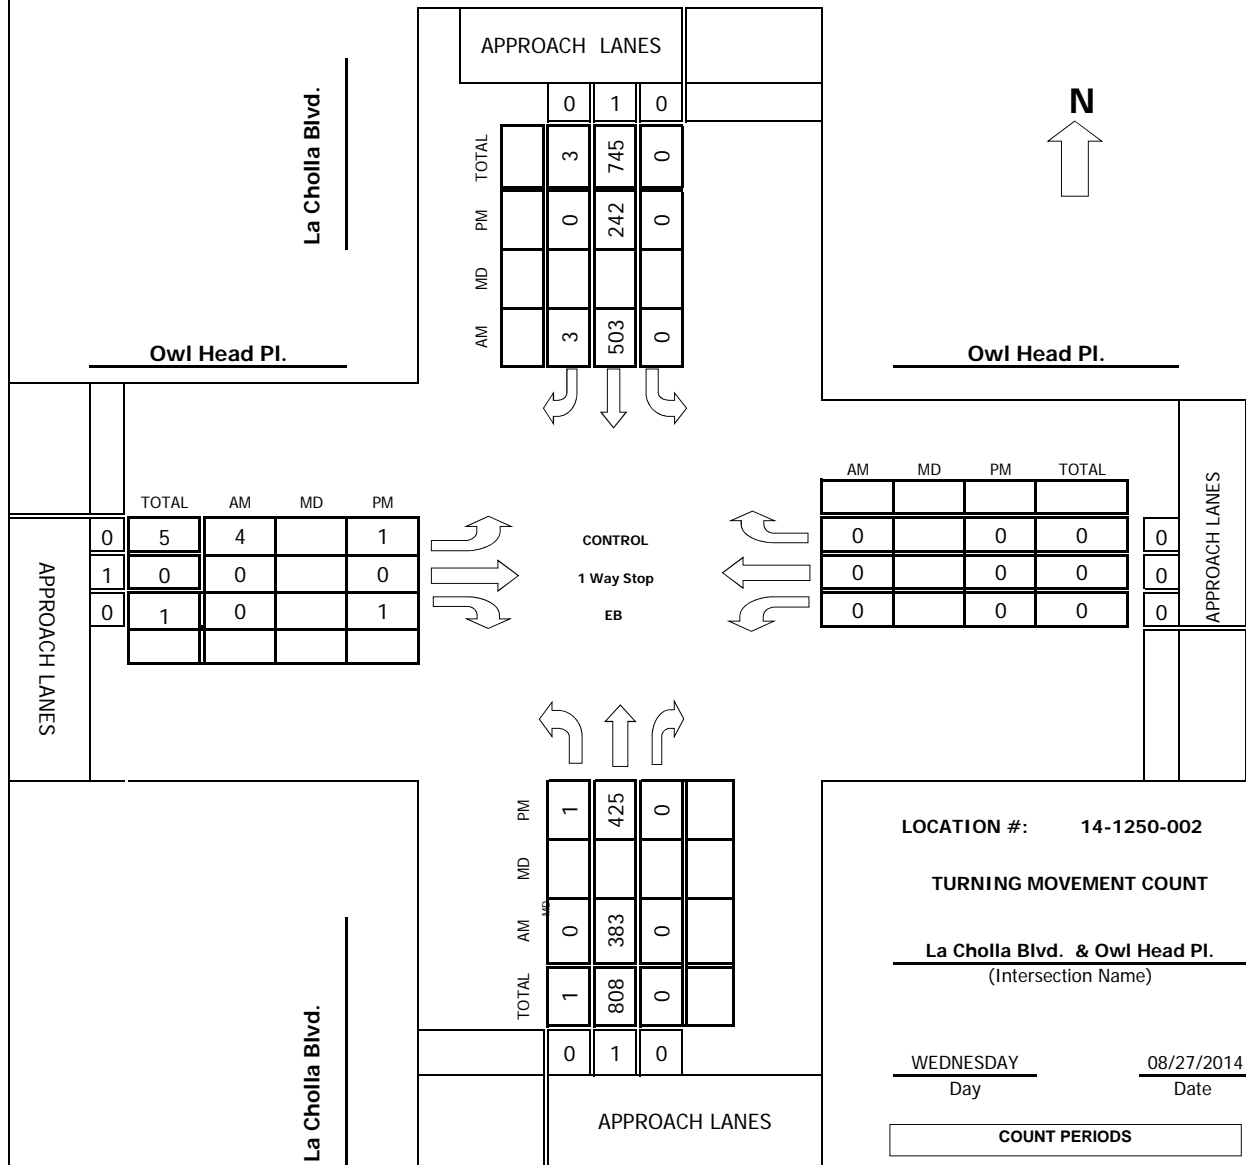 APPROACH LANES
0 1 0
N
La Cholla Blvd.
TOTAL 3 745 0
PM 0 242 0
MD
AM 3 503 0
Owl Head Pl.
Owl Head Pl.
TOTAL AM MD PM
0 5 4 1
1 0 0 0
0 1 0 1
APPROACH LANES
CONTROL
1 Way Stop
EB
AM MD PM TOTAL
0 0 0 0
0 0 0 0
0 0 0 0
APPROACH LANES
PM 1 425 0
MD
MD
AM 0 383 0
TOTAL 1 808 0
0 1 0
APPROACH LANES
La Cholla Blvd.
LOCATION #: 14-1250-002
TURNING MOVEMENT COUNT
La Cholla Blvd. & Owl Head Pl.
(Intersection Name)
WEDNESDAY 08/27/2014
Day Date
COUNT PERIODS